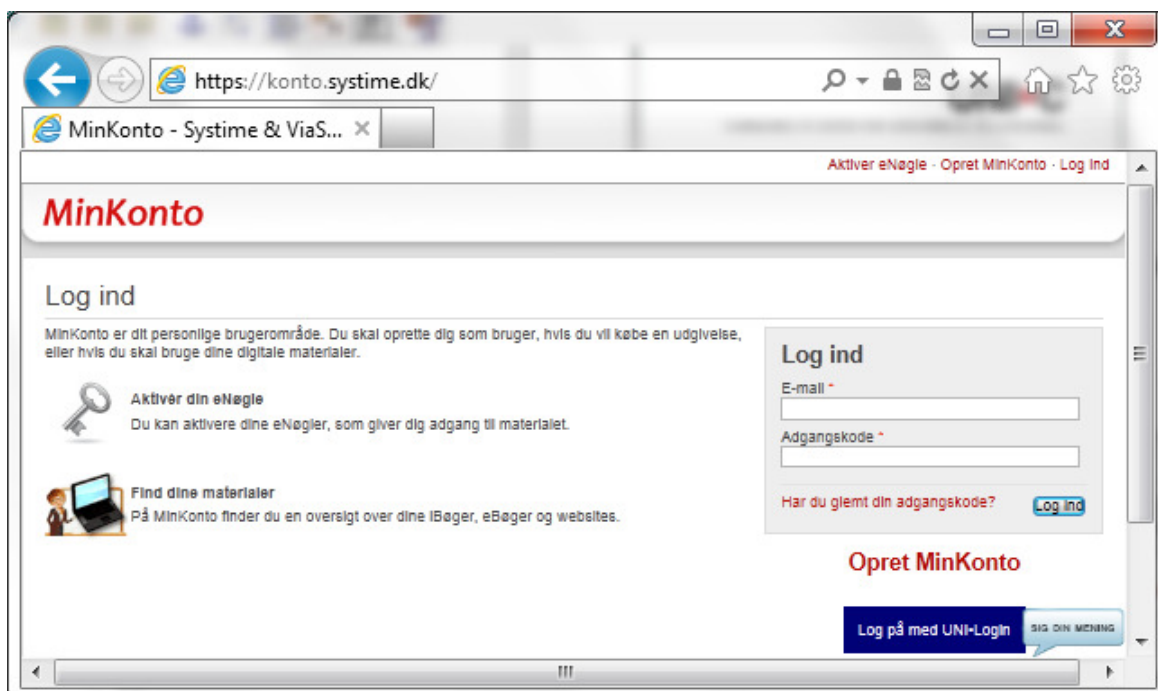 https://konto.systime.dk/
MinKonto - Systime & ViaS...
Aktiver eNøgle · Opret MinKonto · Log ind
MinKonto
Log ind
MinKonto er dit personlige brugerområde. Du skal oprette dig som bruger, hvis du vil købe en udgivelse,
eller hvis du skal bruge dine digitale materialer.
Aktivér din eNøgle
Du kan aktivere dine eNøgler, som giver dig adgang til materialet.
Find dine materialer
På MinKonto finder du en oversigt over dine iBøger, eBøger og websites.
Log ind
E-mail *
Adgangskode *
Har du glemt din adgangskode?
Log ind
Opret MinKonto
Log på med UNI•Login
SIG DIN MENING